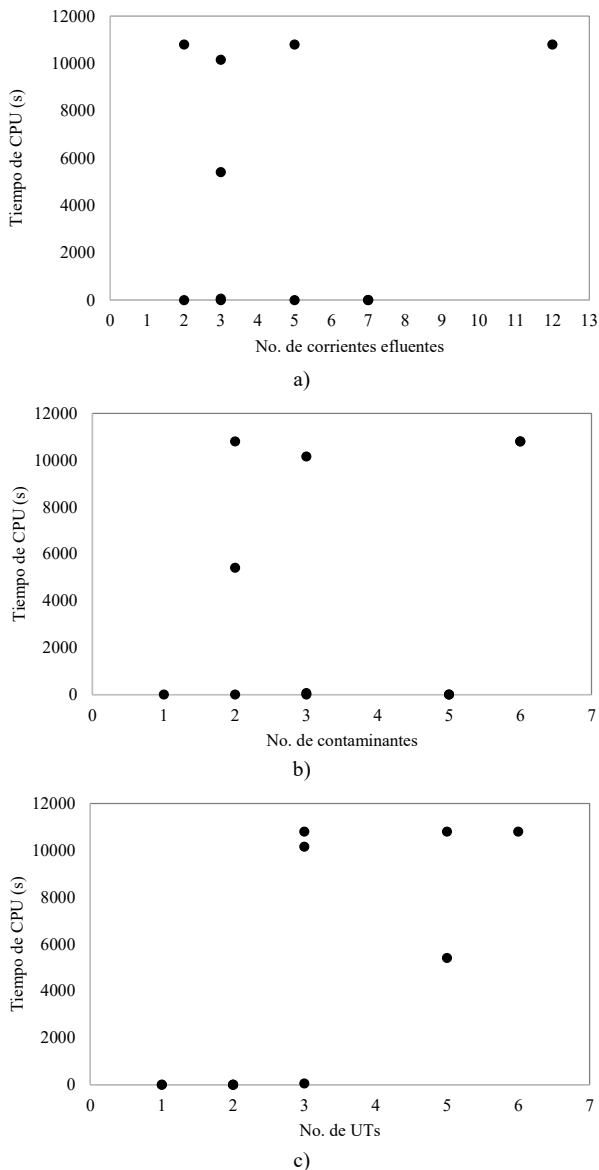 12000
10000
8000
6000
4000
2000
0
Tiempo de CPU (s)
0 1 2 3 4 5 6 7 8 9 10 11 12 13
No. de corrientes efluentes
a)
12000
10000
8000
6000
4000
2000
0
Tiempo de CPU (s)
0 1 2 3 4 5 6 7
No. de contaminantes
b)
12000
10000
8000
6000
4000
2000
0
Tiempo de CPU (s)
0 1 2 3 4 5 6 7
No. de UTs
c)